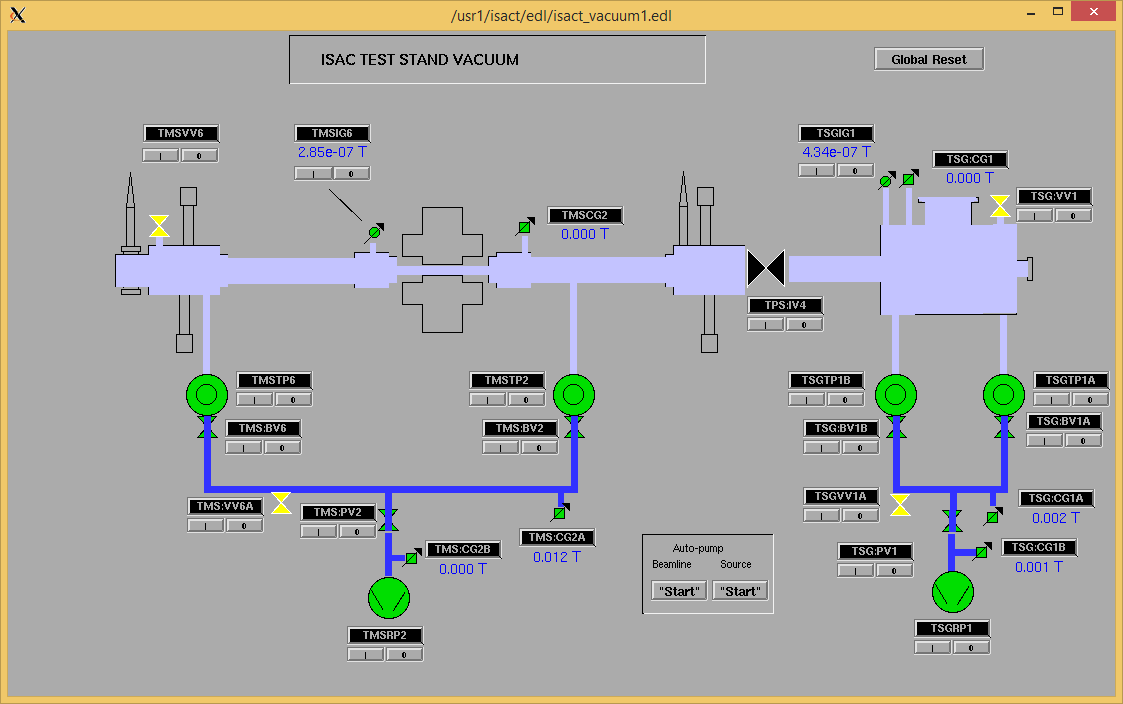 /usr1/isact/edl/isact_vacuum1.edl
ISAC TEST STAND VACUUM
Global Reset
TMSVV6
I 0
TMSIG6
2.85e-07 T
I 0
TSGIG1
4.34e-07 T
I 0
TSG:CG1
0.000 T
TSG:VV1
I 0
TMSCG2
0.000 T
TPS:IV4
I 0
TMSTP6
I 0
TMS:BV6
I 0
TMSTP2
I 0
TMS:BV2
I 0
TSGTP1B
I 0
TSG:BV1B
I 0
TSGTP1A
I 0
TSG:BV1A
I 0
TMS:VV6A
I 0
TMS:PV2
I 0
TMS:CG2B
0.000 T
TMS:CG2A
0.012 T
TMSRP2
I 0
Auto-pump
Beamline Source
"Start" "Start"
TSGVV1A
I 0
TSG:CG1A
0.002 T
TSG:PV1
I 0
TSG:CG1B
0.001 T
TSGRP1
I 0